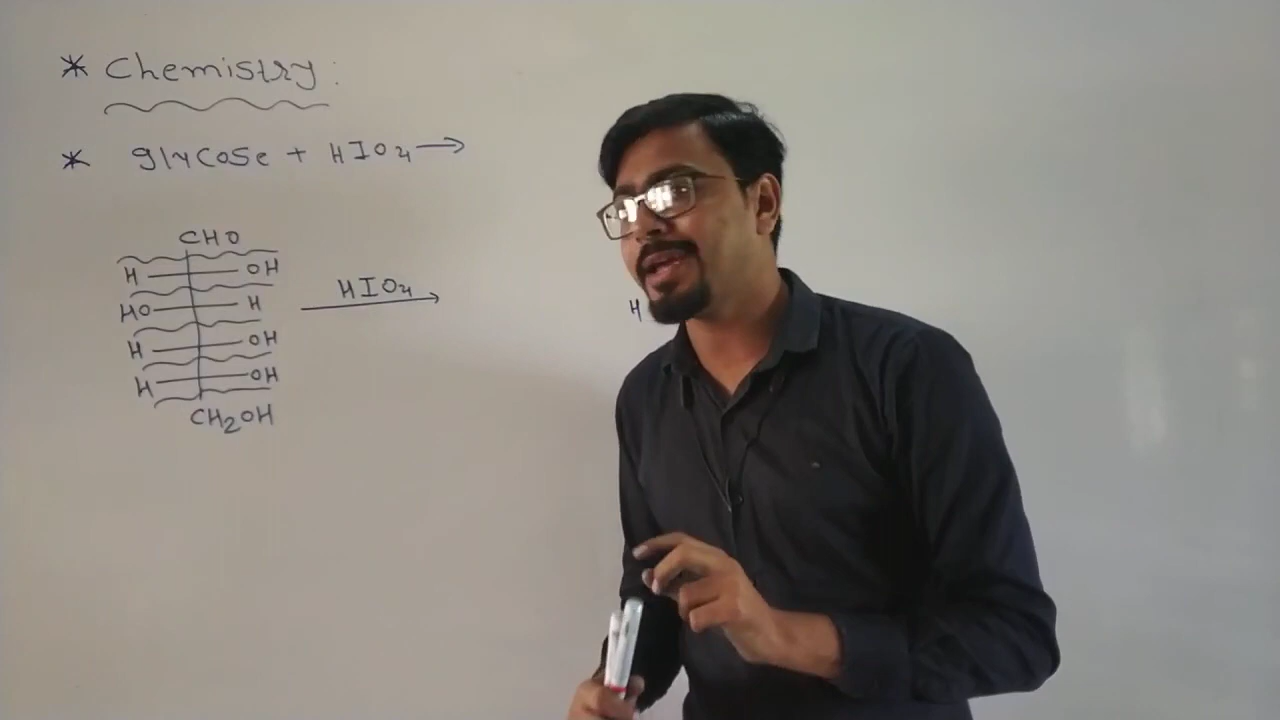 * Chemistry:
* glycose + HIO4 →
CHO
H OH
HO H
H OH
H OH
CH2OH
HIO4
H